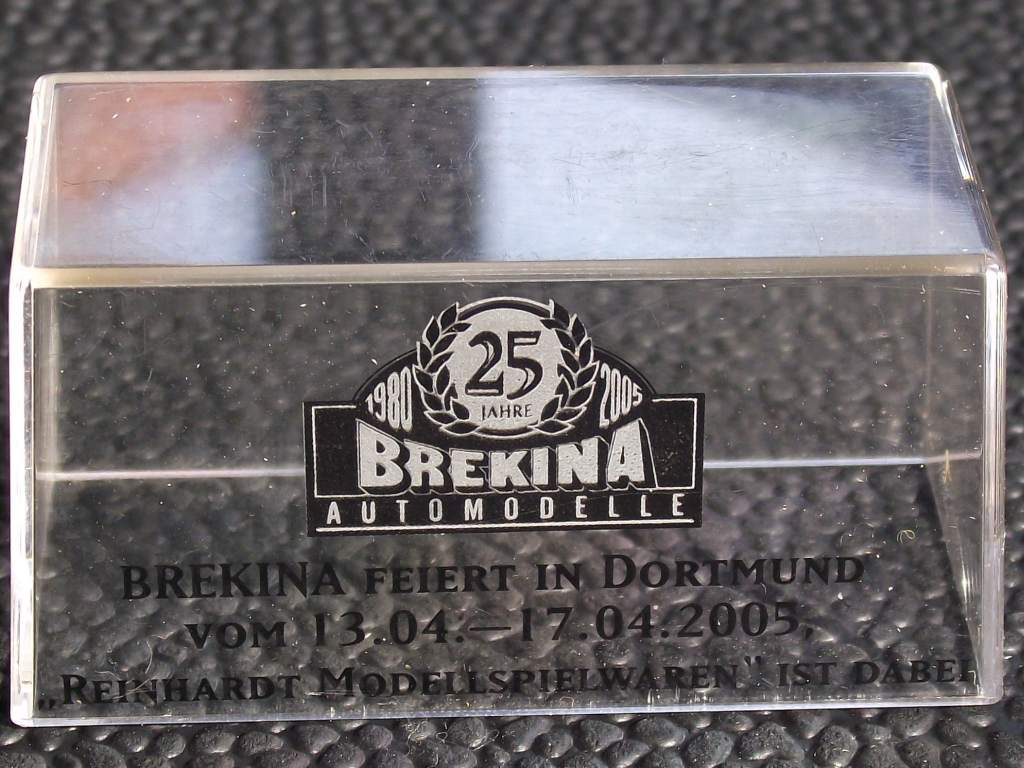 25
JAHRE
1980 2005
BREKINA
AUTOMODELLE
BREKINA FEIERT IN DORTMUND
VOM 13.04.–17.04.2005,
„REINHARDT MODELLSPIELWAREN" IST DABEI